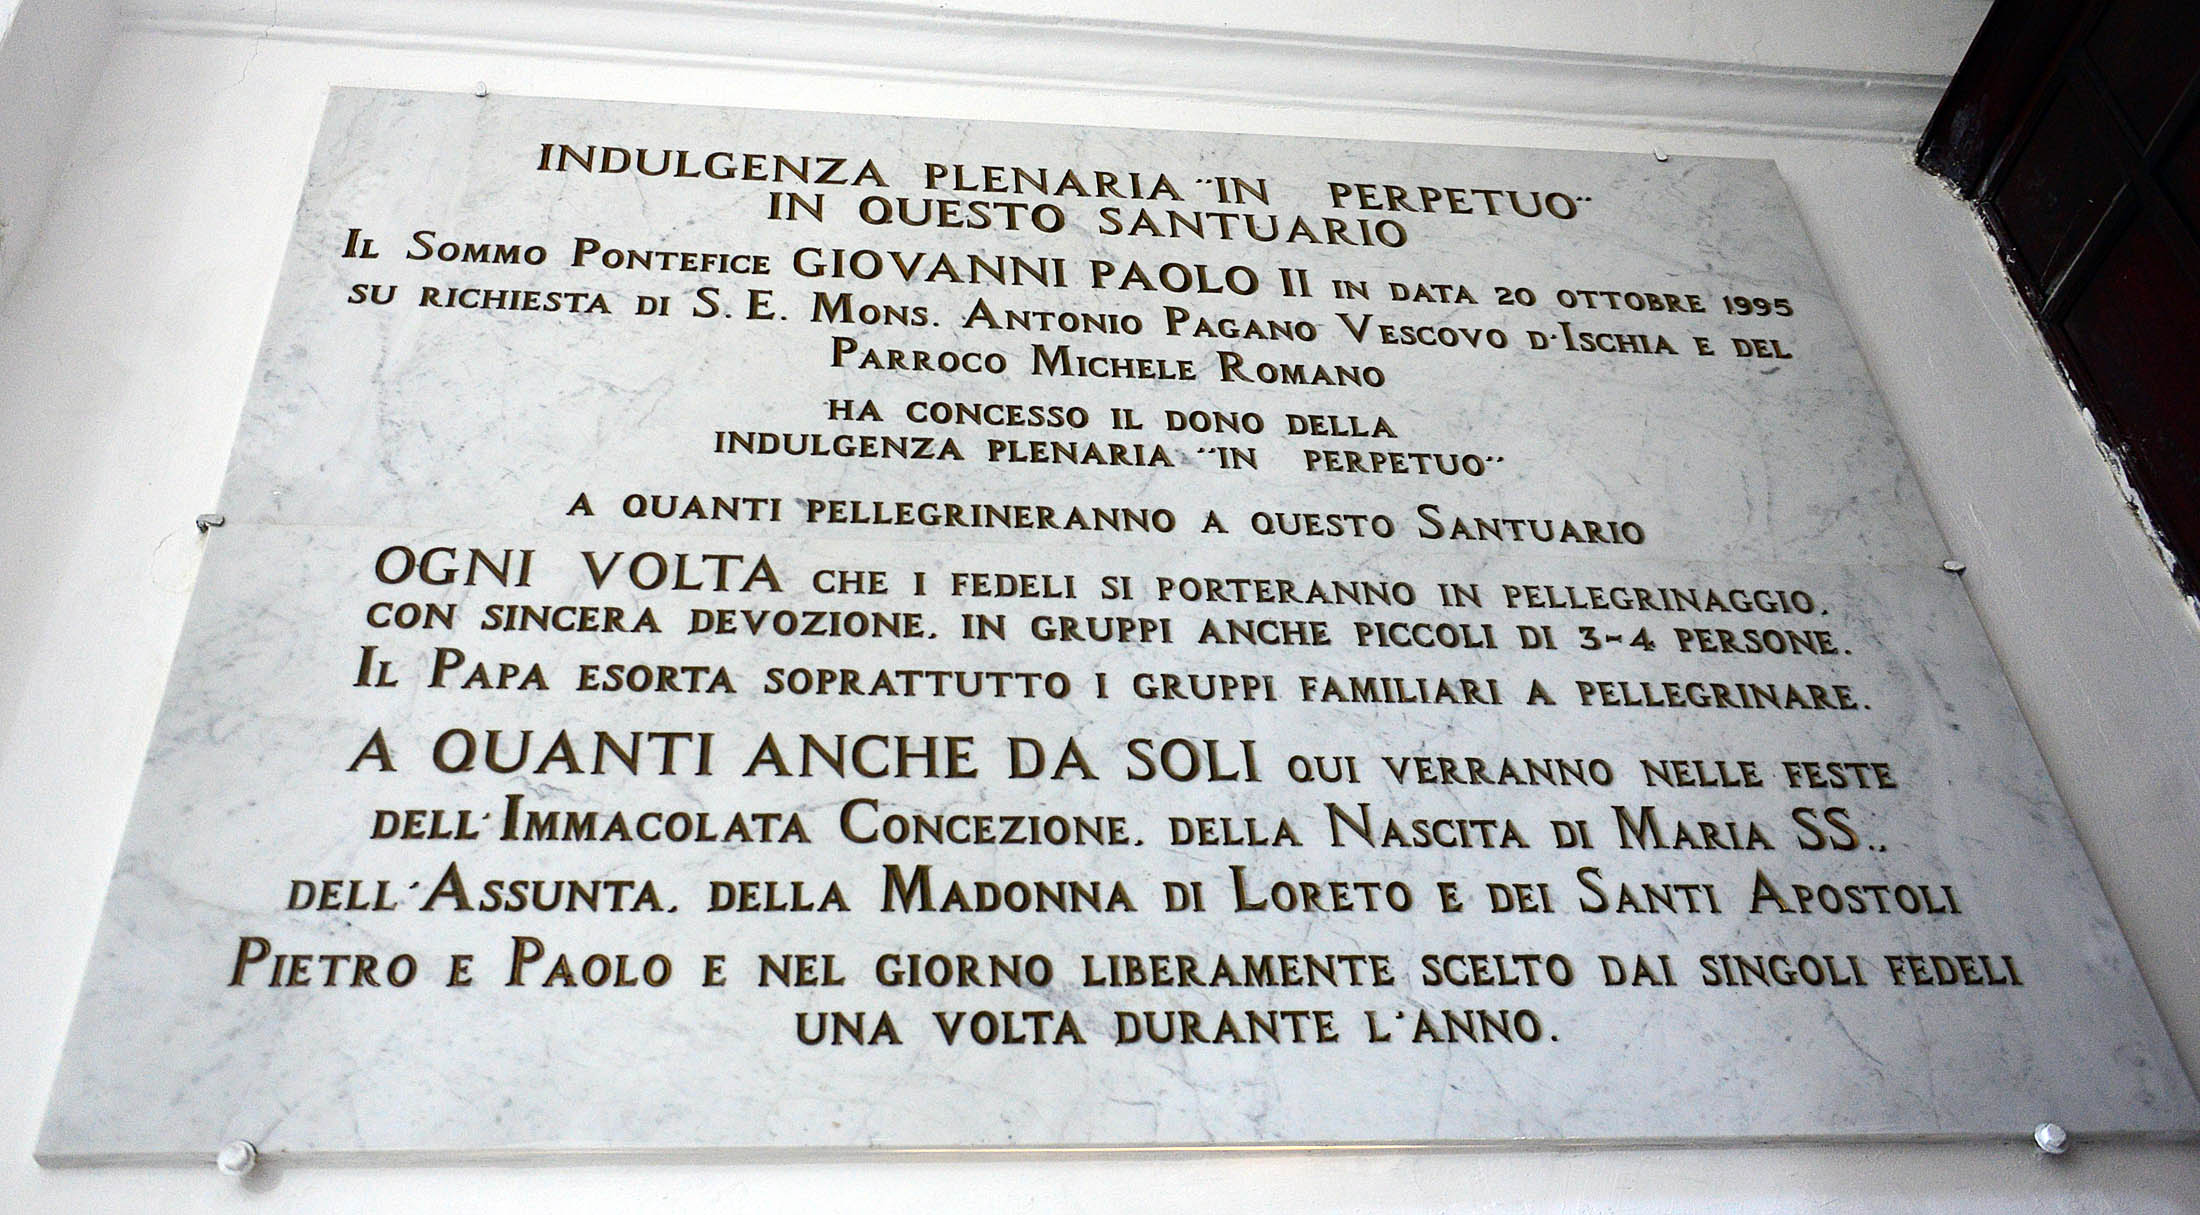 INDULGENZA PLENARIA "IN PERPETUO"
IN QUESTO SANTUARIO
IL SOMMO PONTEFICE GIOVANNI PAOLO II IN DATA 20 OTTOBRE 1995
SU RICHIESTA DI S. E. MONS. ANTONIO PAGANO VESCOVO D'ISCHIA E DEL
PARROCO MICHELE ROMANO
HA CONCESSO IL DONO DELLA
INDULGENZA PLENARIA "IN PERPETUO"
A QUANTI PELLEGRINERANNO A QUESTO SANTUARIO
OGNI VOLTA CHE I FEDELI SI PORTERANNO IN PELLEGRINAGGIO,
CON SINCERA DEVOZIONE, IN GRUPPI ANCHE PICCOLI DI 3-4 PERSONE.
IL PAPA ESORTA SOPRATTUTTO I GRUPPI FAMILIARI A PELLEGRINARE.
A QUANTI ANCHE DA SOLI QUI VERRANNO NELLE FESTE
DELL'IMMACOLATA CONCEZIONE, DELLA NASCITA DI MARIA SS.,
DELL'ASSUNTA, DELLA MADONNA DI LORETO E DEI SANTI APOSTOLI
PIETRO E PAOLO E NEL GIORNO LIBERAMENTE SCELTO DAI SINGOLI FEDELI
UNA VOLTA DURANTE L'ANNO.